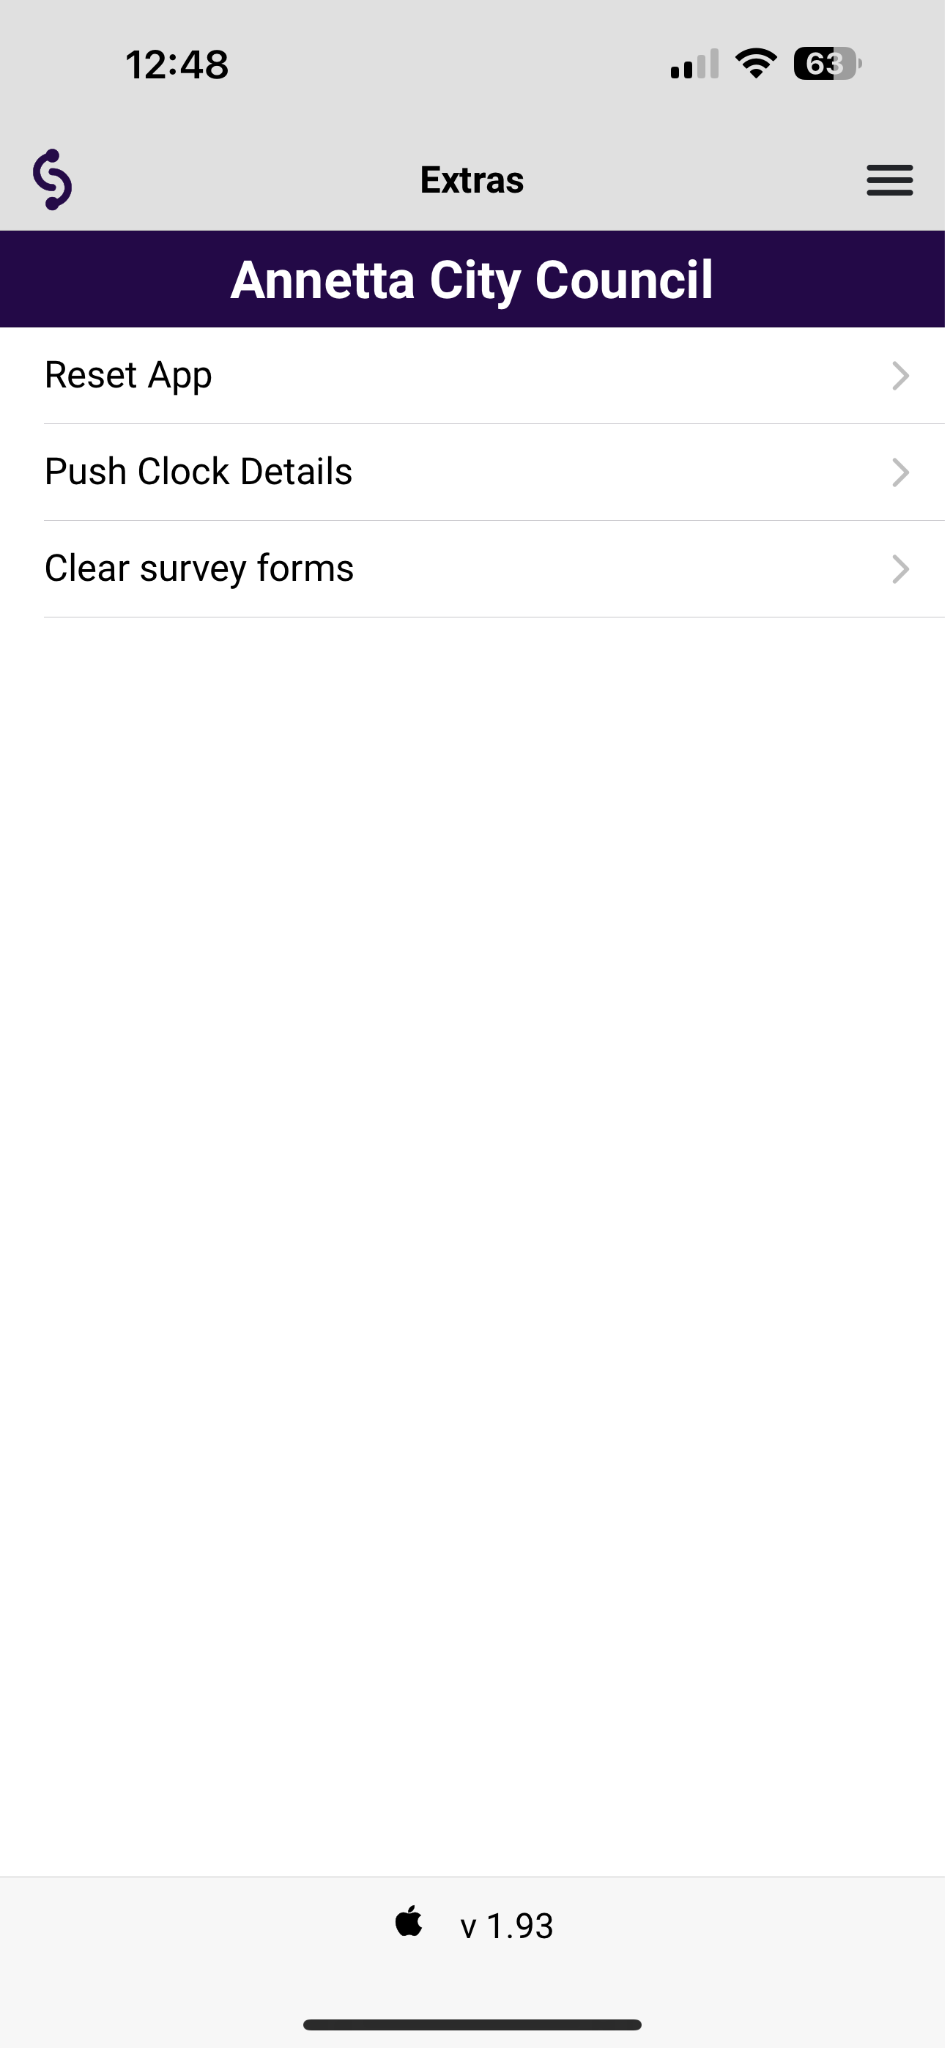 12:48
63
Extras
Annetta City Council
Reset App
Push Clock Details
Clear survey forms
v 1.93